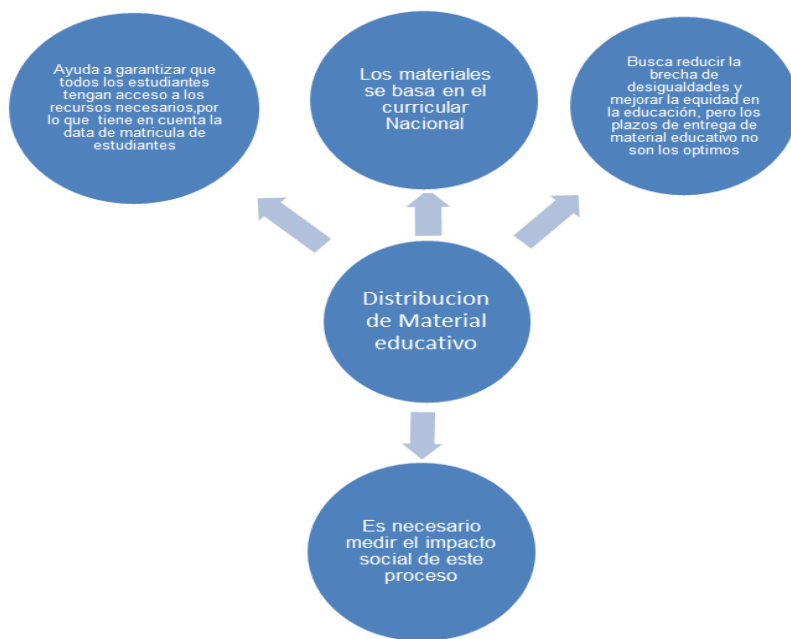 Ayuda a garantizar que
todos los estudiantes
tengan acceso a los
recursos necesarios,por
lo que tiene en cuenta la
data de matricula de
estudiantes
Los materiales
se basa en el
curricular
Nacional
Busca reducir la
brecha de
desigualdades y
mejorar la equidad en
la educación, pero los
plazos de entrega de
material educativo no
son los optimos
Distribucion
de Material
educativo
Es necesario
medir el impacto
social de este
proceso